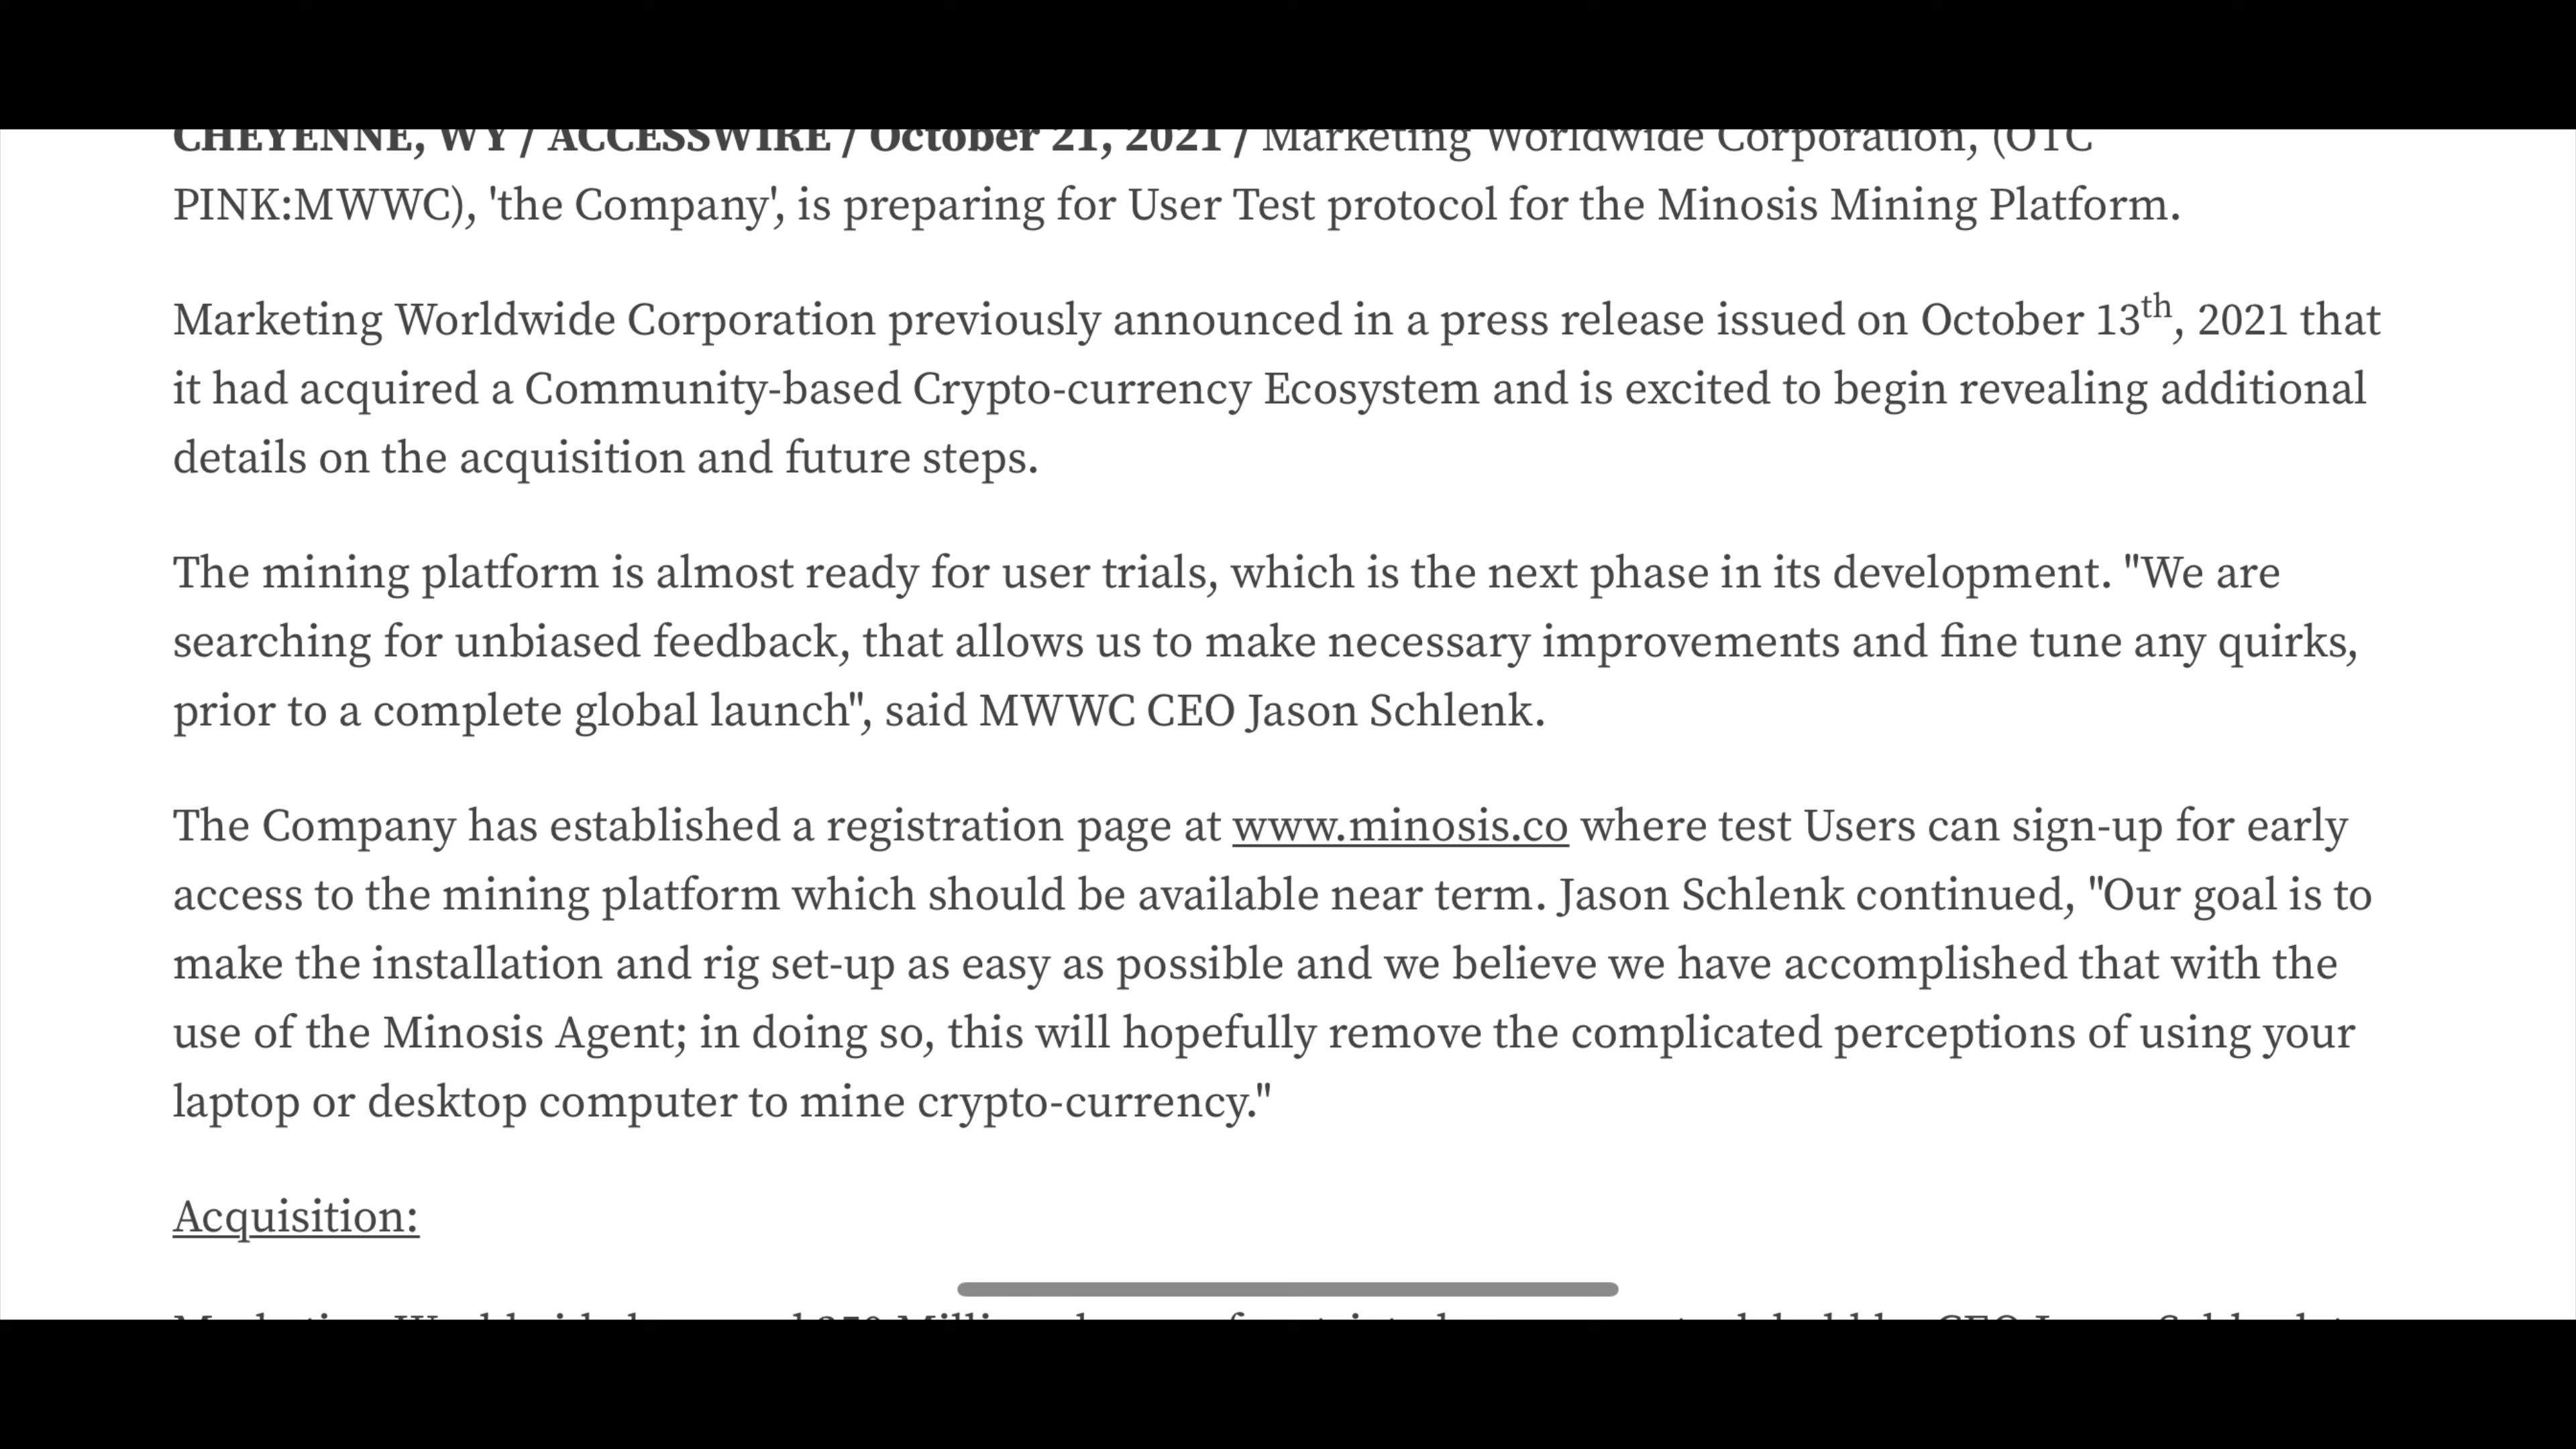 CHEYENNE, WY / ACCESSWIRE / October 21, 2021 / Marketing Worldwide Corporation, (OTC
PINK:MWWC), 'the Company', is preparing for User Test protocol for the Minosis Mining Platform.
Marketing Worldwide Corporation previously announced in a press release issued on October 13th, 2021 that
it had acquired a Community-based Crypto-currency Ecosystem and is excited to begin revealing additional
details on the acquisition and future steps.
The mining platform is almost ready for user trials, which is the next phase in its development. "We are
searching for unbiased feedback, that allows us to make necessary improvements and fine tune any quirks,
prior to a complete global launch", said MWWC CEO Jason Schlenk.
The Company has established a registration page at www.minosis.co where test Users can sign-up for early
access to the mining platform which should be available near term. Jason Schlenk continued, "Our goal is to
make the installation and rig set-up as easy as possible and we believe we have accomplished that with the
use of the Minosis Agent; in doing so, this will hopefully remove the complicated perceptions of using your
laptop or desktop computer to mine crypto-currency."
Acquisition: